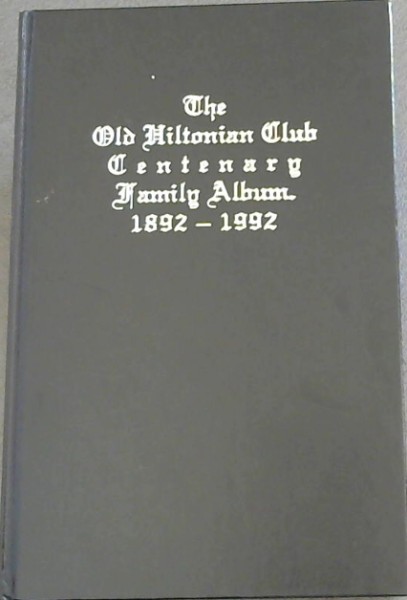 The
Old Hiltonian Club
Centenary
Family Album.
1892 - 1992